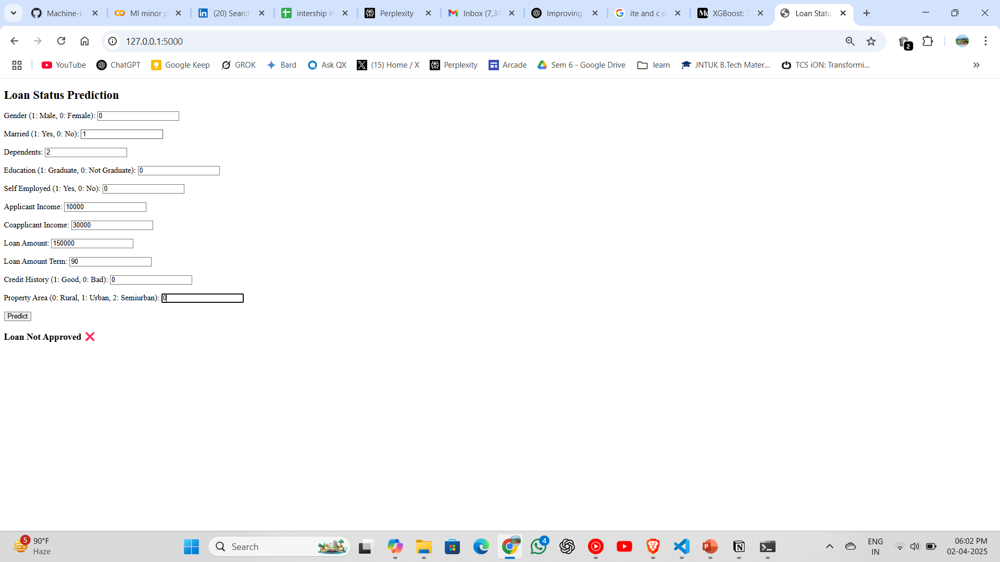 Machine-L
MI minor p
(20) Search
intership m
Perplexity
Inbox (7,34
Improving
ite and c d
XGBoost: T
Loan Statu
127.0.0.1:5000
2
YouTube
ChatGPT
Google Keep
GROK
Bard
Ask QX
(15) Home / X
Perplexity
Arcade
Sem 6 - Google Drive
learn
JNTUK B.Tech Mater...
TCS iON: Transformi...
Loan Status Prediction
Gender (1: Male, 0: Female): 0
Married (1: Yes, 0: No): 1
Dependents: 2
Education (1: Graduate, 0: Not Graduate): 0
Self Employed (1: Yes, 0: No): 0
Applicant Income: 10000
Coapplicant Income: 30000
Loan Amount: 150000
Loan Amount Term: 90
Credit History (1: Good, 0: Bad): 0
Property Area (0: Rural, 1: Urban, 2: Semiurban): 0
Predict
Loan Not Approved ❌
5
90°F
Haze
Search
4
ENG
IN
06:02 PM
02-04-2025